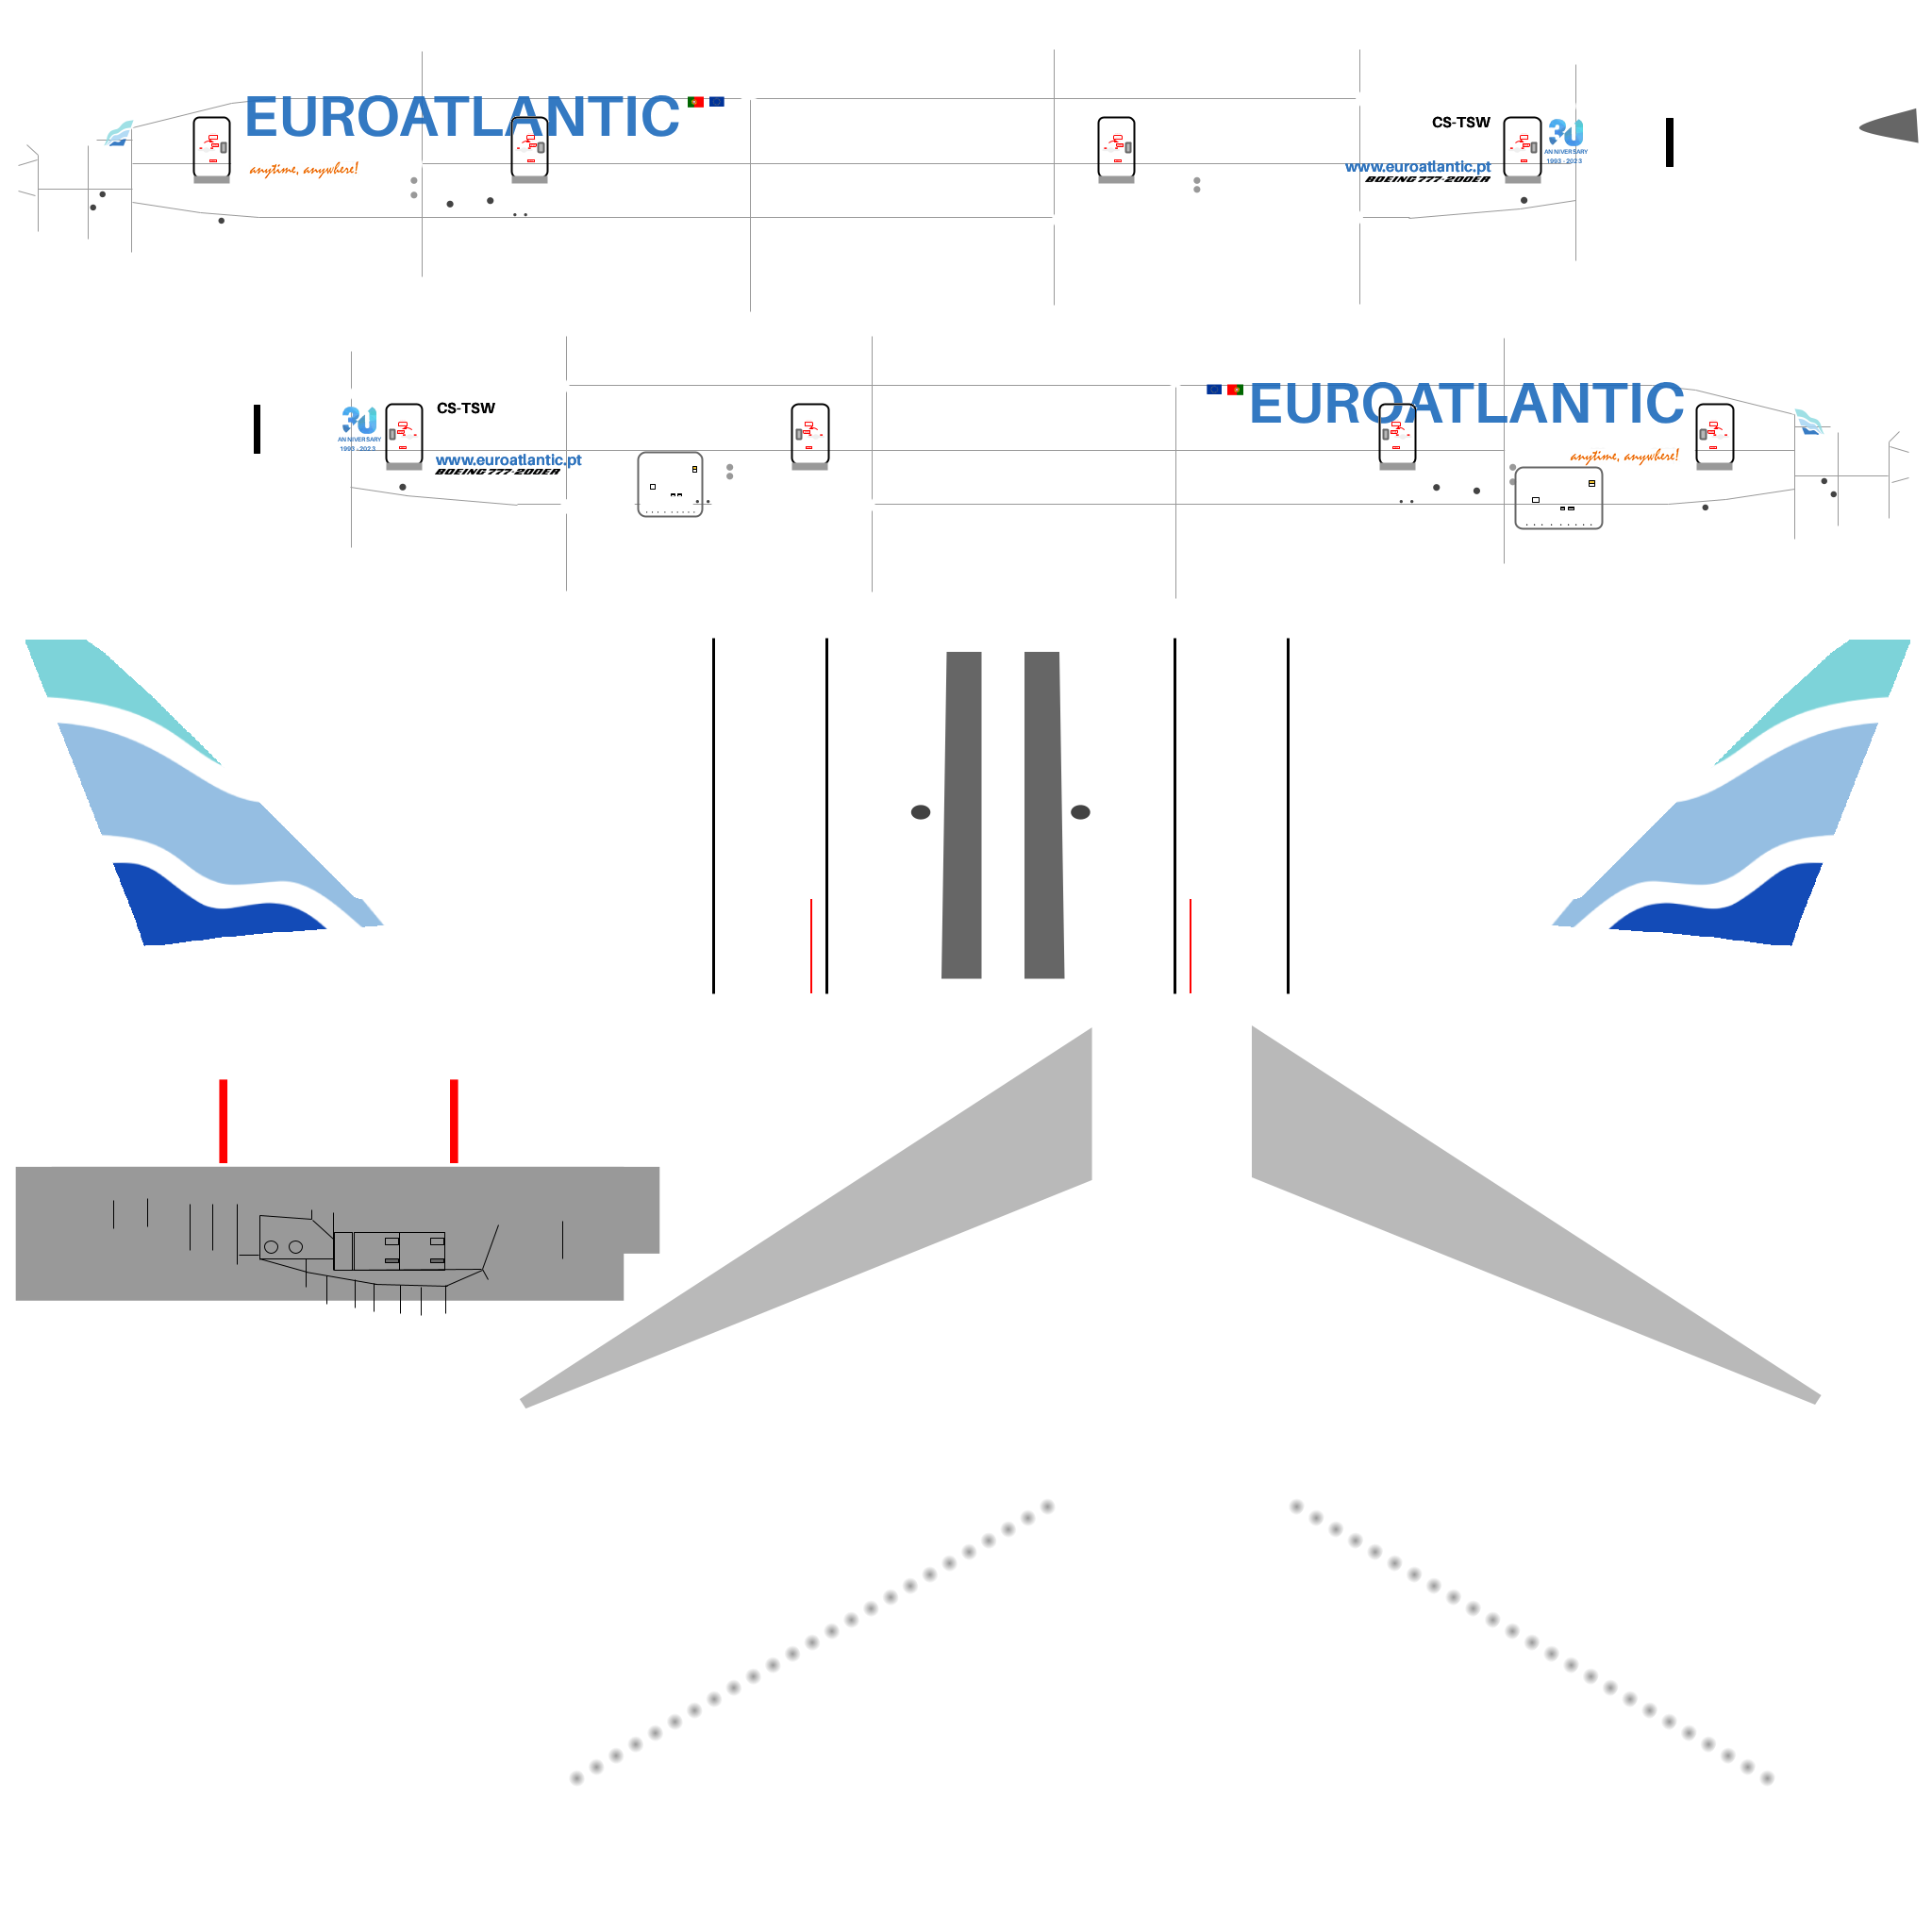 EUROATLANTIC
anytime, anywhere!
CS-TSW
30
ANNIVERSARY
1993 - 2023
www.euroatlantic.pt
BOEING 777-200ER
30
ANNIVERSARY
1993 - 2023
CS-TSW
www.euroatlantic.pt
BOEING 777-200ER
EUROATLANTIC
anytime, anywhere!